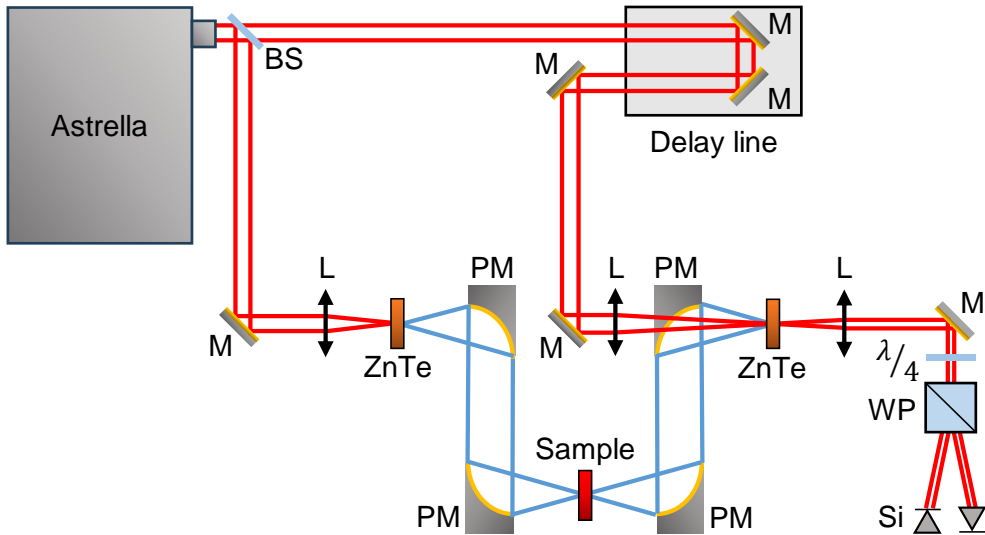 Astrella
BS
M
M
M
Delay line
L
PM
L
PM
L
M
M
M
ZnTe
ZnTe
λ/4
WP
Sample
PM
PM
Si